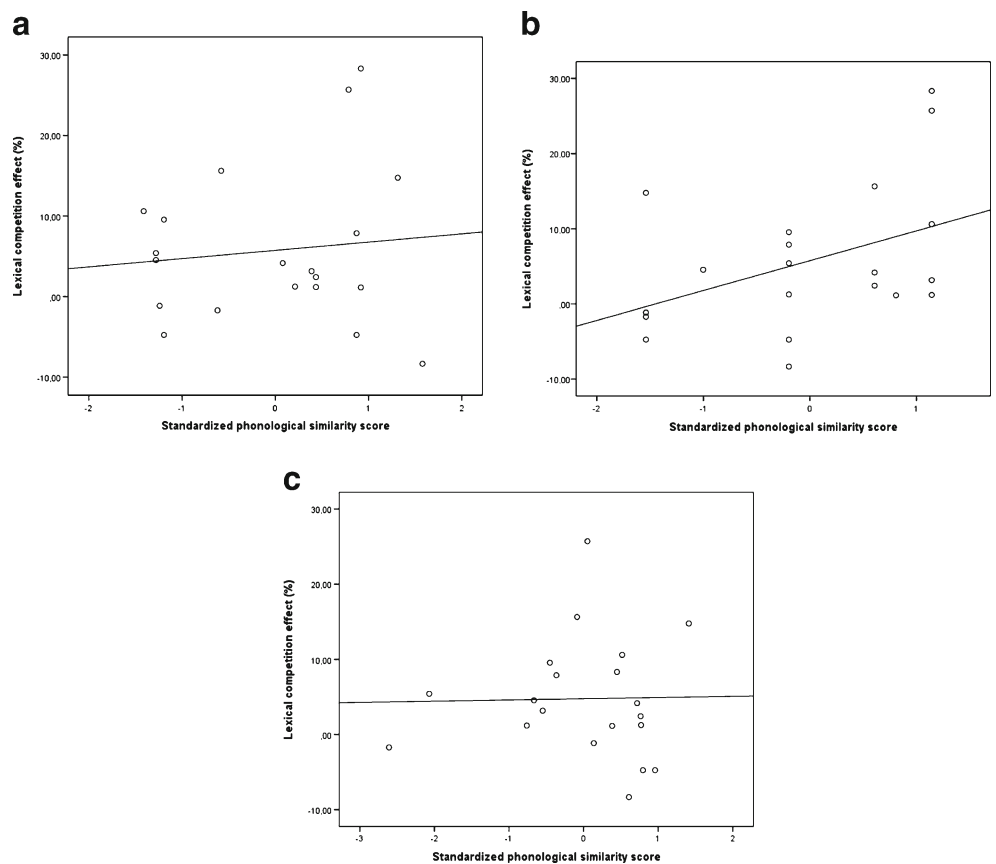 a
30,00
20,00
10,00
,00
-10,00
Lexical competition effect (%)
-2 -1 0 1 2
Standardized phonological similarity score
b
30,00
20,00
10,00
,00
-10,00
Lexical competition effect (%)
-2 -1 0 1
Standardized phonological similarity score
c
30,00
20,00
10,00
,00
-10,00
Lexical competition effect (%)
-3 -2 -1 0 1 2
Standardized phonological similarity score